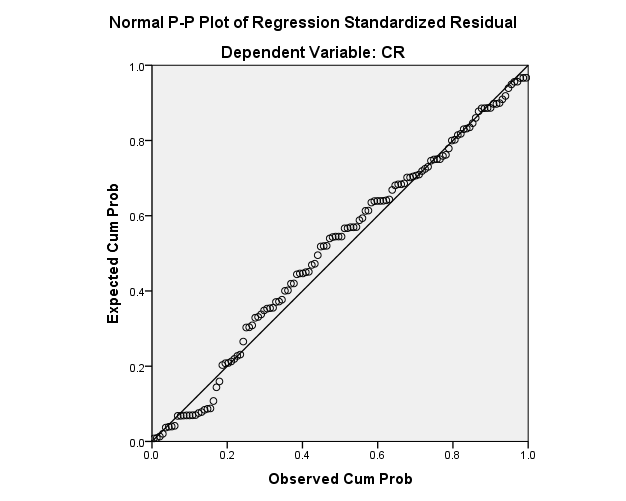 Normal P-P Plot of Regression Standardized Residual
Dependent Variable: CR
1.0
0.8
0.6
0.4
0.2
0.0
Expected Cum Prob
0.0 0.2 0.4 0.6 0.8 1.0
Observed Cum Prob